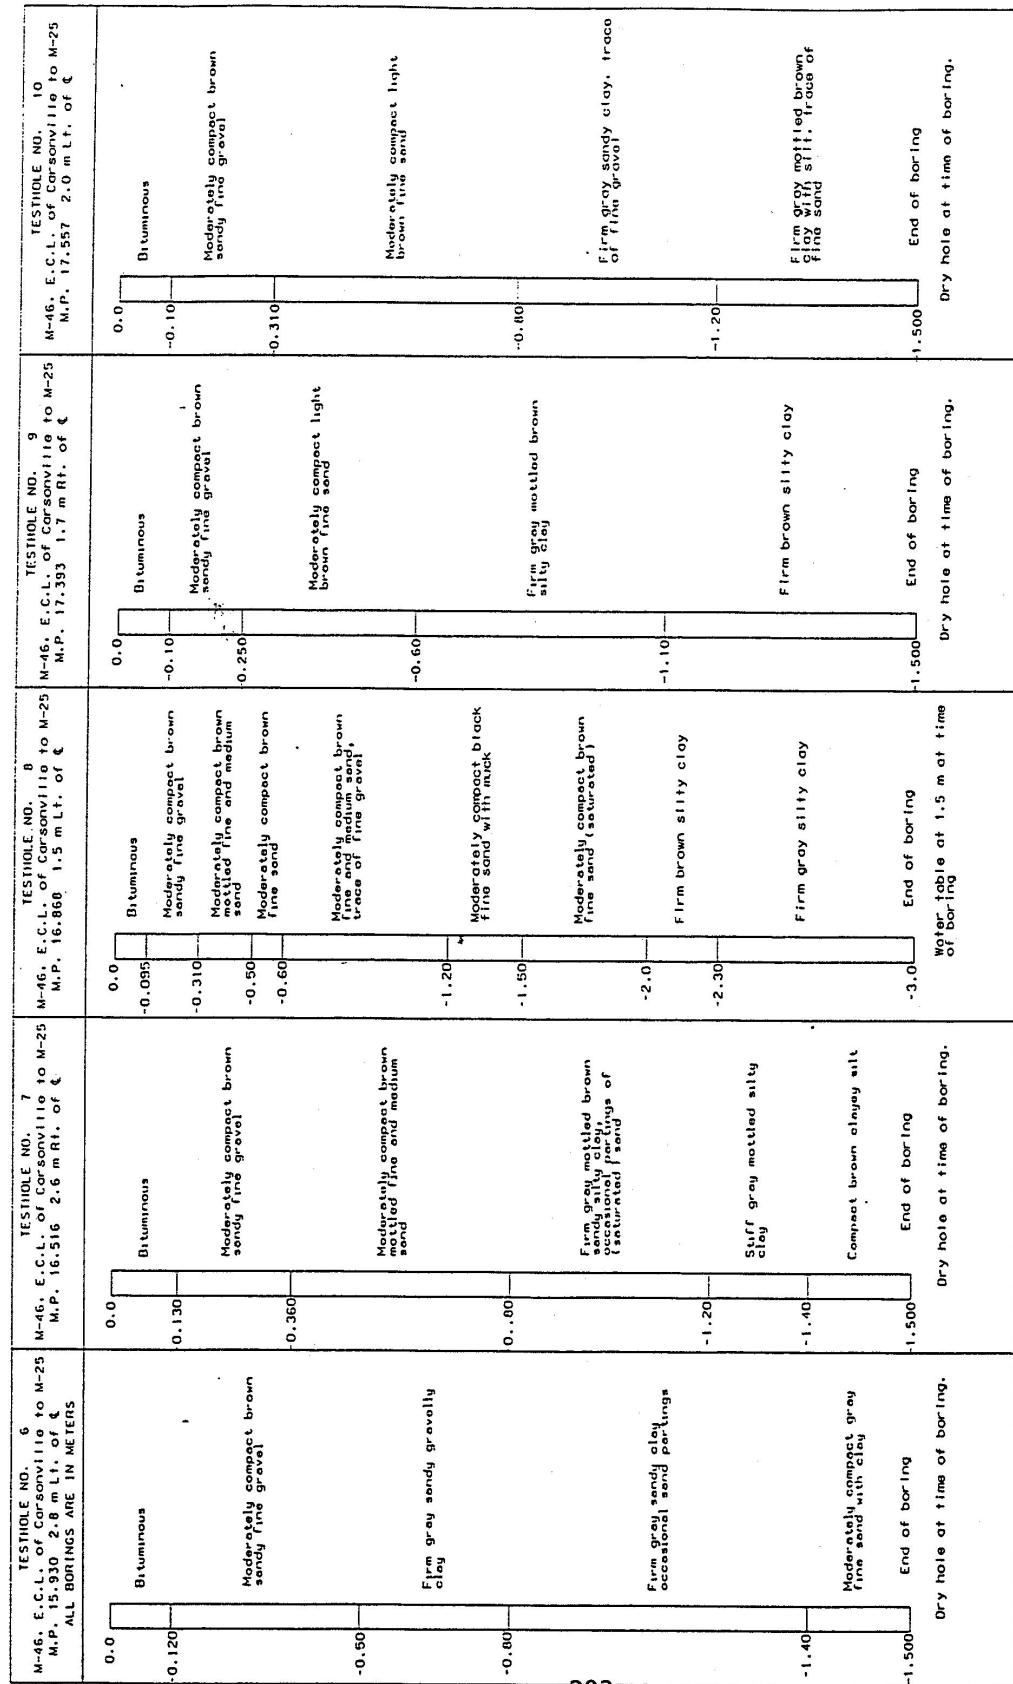 TESTHOLE NO. 6
M-46, E.C.L. of Carsonville to M-25
M.P. 15.930 2.8 m Lt. of ℄
ALL BORINGS ARE IN METERS
0.0
Bituminous
-0.120
Moderately compact brown
sandy fine gravel
-0.50
Firm gray sandy gravelly
clay
-0.80
Firm gray sandy clay
occasional sand partings
-1.40
Moderately compact gray
fine sand with clay
-1.500
End of boring
Dry hole at time of boring.
TESTHOLE NO. 7
M-46, E.C.L. of Carsonville to M-25
M.P. 16.516 2.6 m Rt. of ℄
0.0
Bituminous
0.130
Moderately compact brown
sandy fine gravel
-0.360
Moderately compact brown
mottled fine and medium
sand
0.80
Firm gray mottled brown
sandy silty clay,
occasional partings of
(saturated) sand
-1.20
Stiff gray mottled silty
clay
-1.40
Compact brown clayey silt
-1.500
End of boring
Dry hole at time of boring.
TESTHOLE NO. 8
M-46, E.C.L. of Carsonville to M-25
M.P. 16.868 1.5 m Lt. of ℄
0.0
Bituminous
-0.095
Moderately compact brown
sandy fine gravel
-0.310
Moderately compact brown
mottled fine and medium
sand
-0.50
Moderately compact brown
fine sand
-0.60
Moderately compact brown
fine and medium sand,
trace of fine gravel
-1.20
Moderately compact black
fine sand with muck
-1.50
Moderately compact brown
fine sand (saturated)
-2.0
Firm brown silty clay
-2.30
Firm gray silty clay
-3.0
End of boring
Water table at 1.5 m at time
of boring
TESTHOLE NO. 9
M-46, E.C.L. of Carsonville to M-25
M.P. 17.393 1.7 m Rt. of ℄
0.0
Bituminous
-0.10
Moderately compact brown
sandy fine gravel
-0.250
Moderately compact light
brown fine sand
-0.60
Firm gray mottled brown
silty clay
-1.10
Firm brown silty clay
-1.500
End of boring
Dry hole at time of boring.
TESTHOLE NO. 10
M-46, E.C.L. of Carsonville to M-25
M.P. 17.557 2.0 m Lt. of ℄
0.0
Bituminous
-0.10
Moderately compact brown
sandy fine gravel
-0.310
Moderately compact light
brown fine sand
-0.80
Firm gray sandy clay, trace
of fine gravel
-1.20
Firm gray mottled brown
clay with silt, trace of
fine sand
-1.500
End of boring
Dry hole at time of boring.